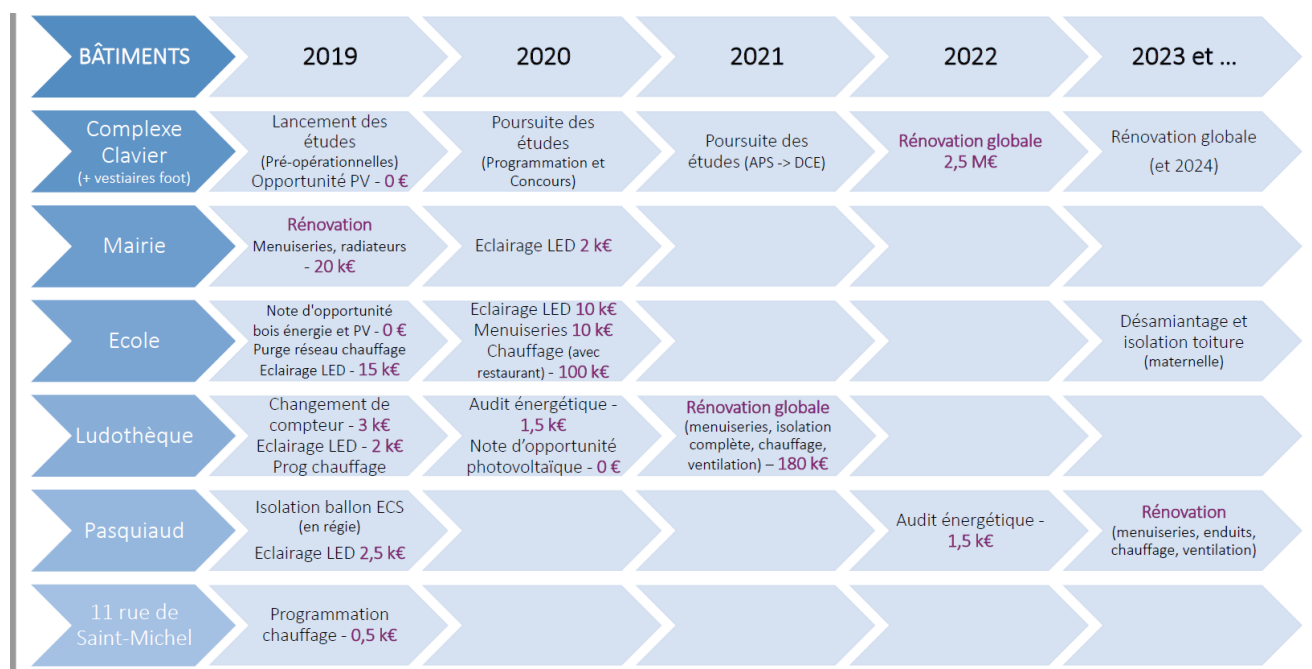 BÂTIMENTS
2019
2020
2021
2022
2023 et ...
Complexe
Clavier
(+ vestiaires foot)
Lancement des
études
(Pré-opérationnelles)
Opportunité PV - 0 €
Poursuite des
études
(Programmation et
Concours)
Poursuite des
études (APS -> DCE)
Rénovation globale
2,5 M€
Rénovation globale
(et 2024)
Mairie
Rénovation
Menuiseries, radiateurs
- 20 k€
Eclairage LED 2 k€
Ecole
Note d'opportunité
bois énergie et PV - 0 €
Purge réseau chauffage
Eclairage LED - 15 k€
Eclairage LED 10 k€
Menuiseries 10 k€
Chauffage (avec
restaurant) - 100 k€
Désamiantage et
isolation toiture
(maternelle)
Ludothèque
Changement de
compteur - 3 k€
Eclairage LED - 2 k€
Prog chauffage
Audit énergétique -
1,5 k€
Note d’opportunité
photovoltaïque - 0 €
Rénovation globale
(menuiseries, isolation
complète, chauffage,
ventilation) – 180 k€
Pasquiaud
Isolation ballon ECS
(en régie)
Eclairage LED 2,5 k€
Audit énergétique -
1,5 k€
Rénovation
(menuiseries, enduits,
chauffage, ventilation)
11 rue de
Saint-Michel
Programmation
chauffage - 0,5 k€